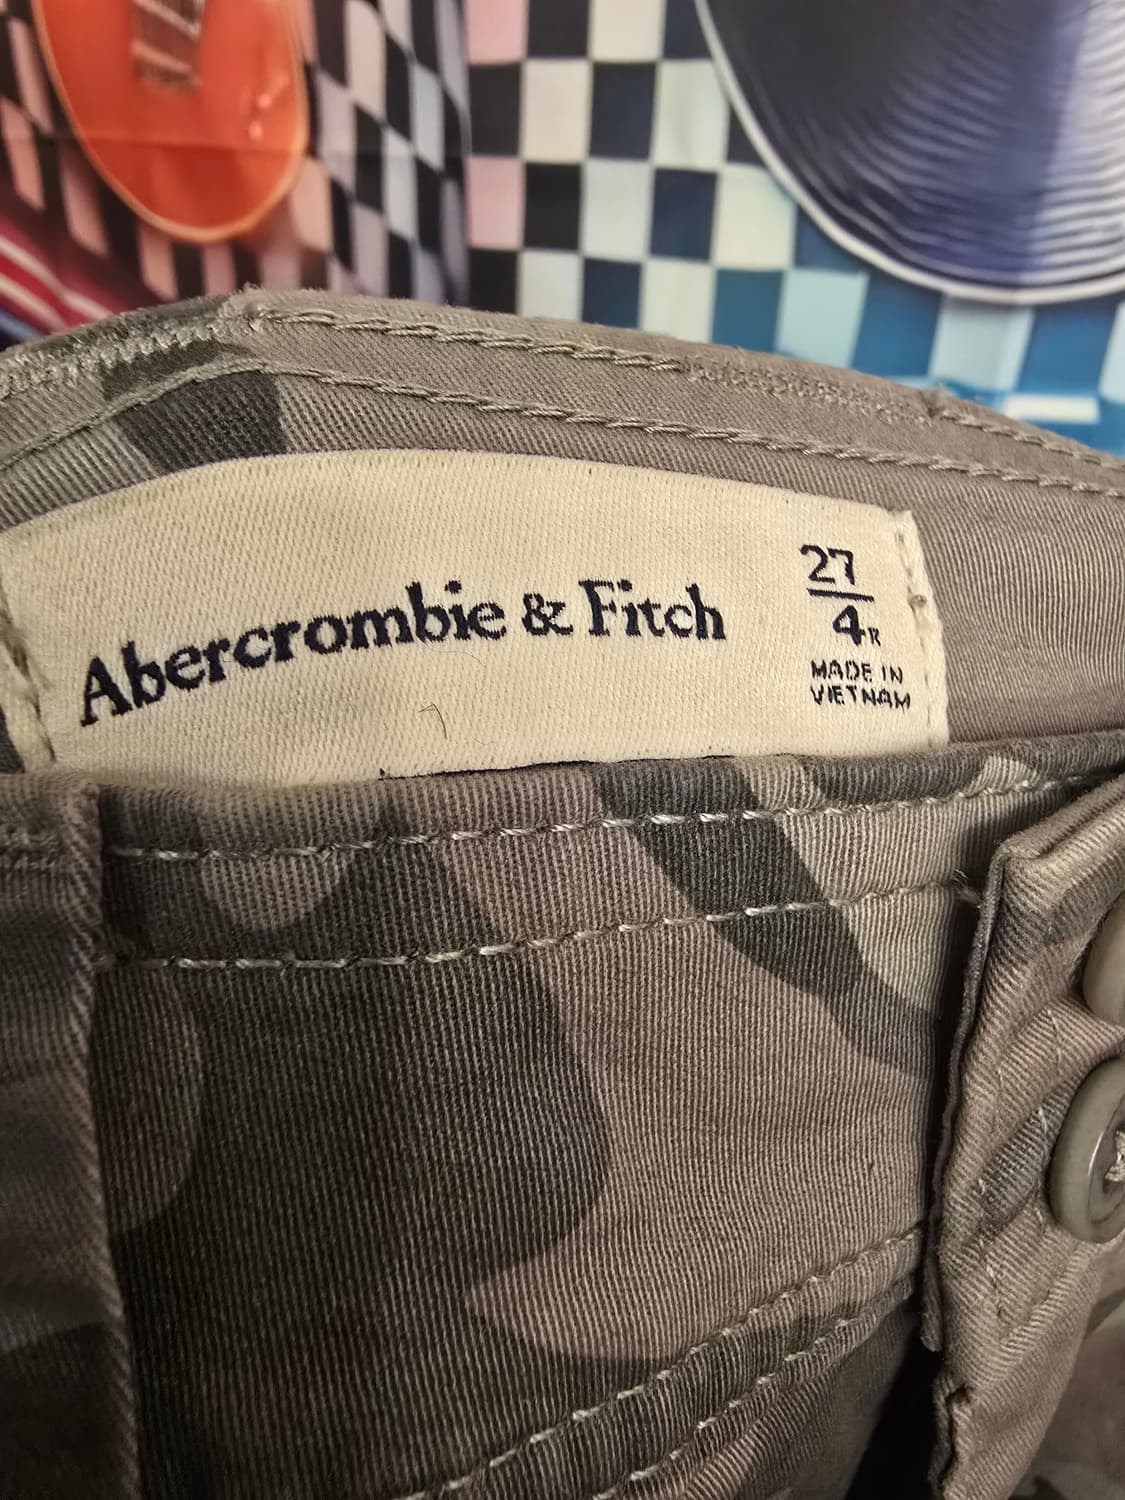 Abercrombie & Fitch
27
4R
MADE IN
VIETNAM